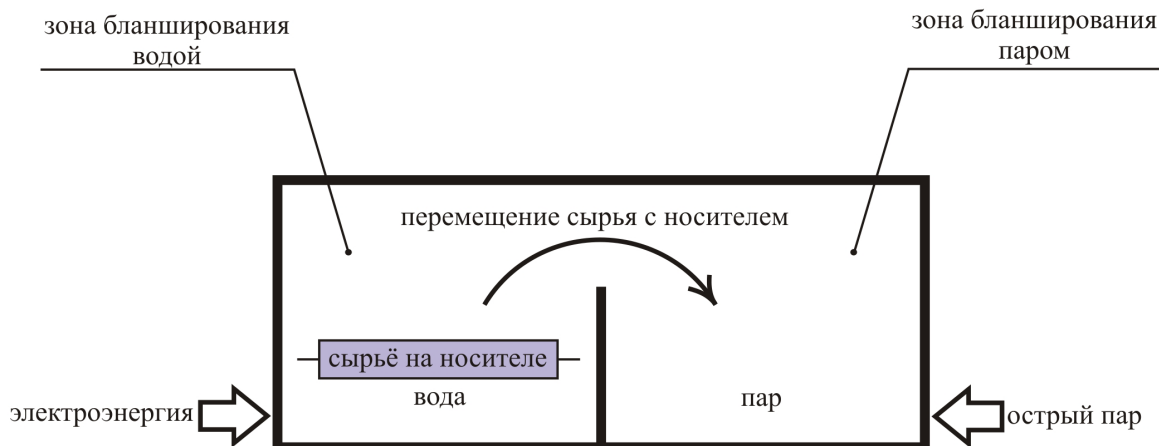 зона бланширования
водой
зона бланширования
паром
перемещение сырья с носителем
сырьё на носителе
вода
пар
электроэнергия
острый пар